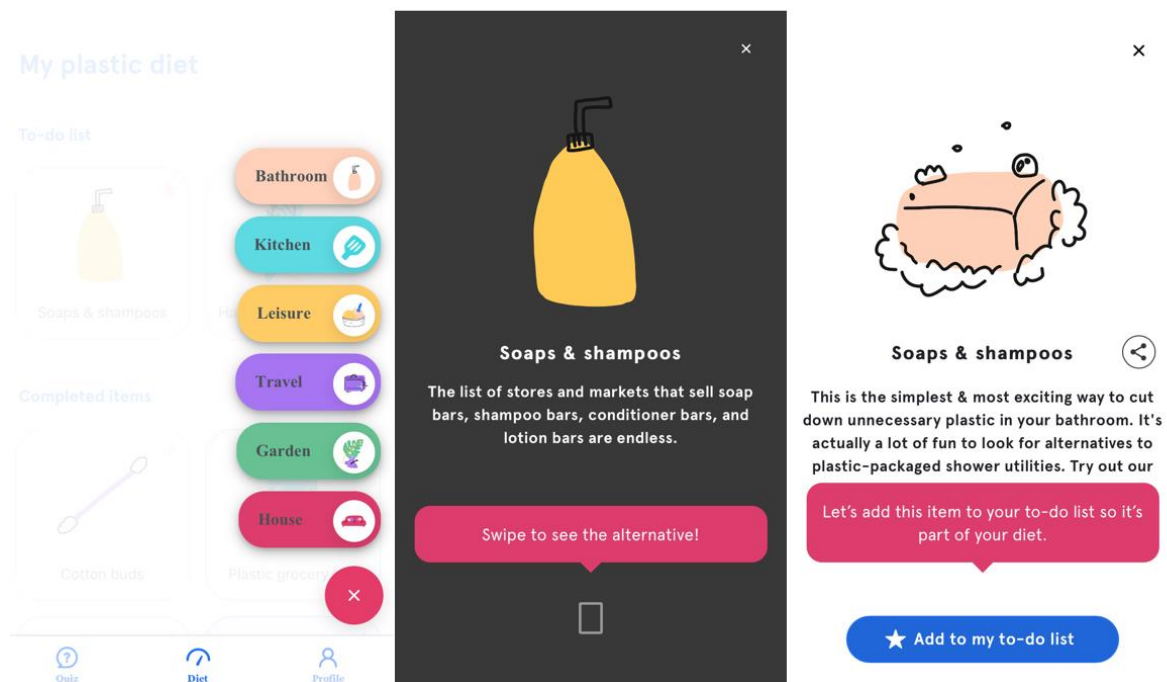 My plastic diet
To-do list
Soaps & shampoos
Ha
Completed items
Cotton buds
Plastic grocery
Bathroom
Kitchen
Leisure
Travel
Garden
House
Quiz
Diet
Profile
Soaps & shampoos
The list of stores and markets that sell soap
bars, shampoo bars, conditioner bars, and
lotion bars are endless.
Swipe to see the alternative!
Soaps & shampoos
This is the simplest & most exciting way to cut
down unnecessary plastic in your bathroom. It's
actually a lot of fun to look for alternatives to
plastic-packaged shower utilities. Try out our
Let's add this item to your to-do list so it's
part of your diet.
Add to my to-do list